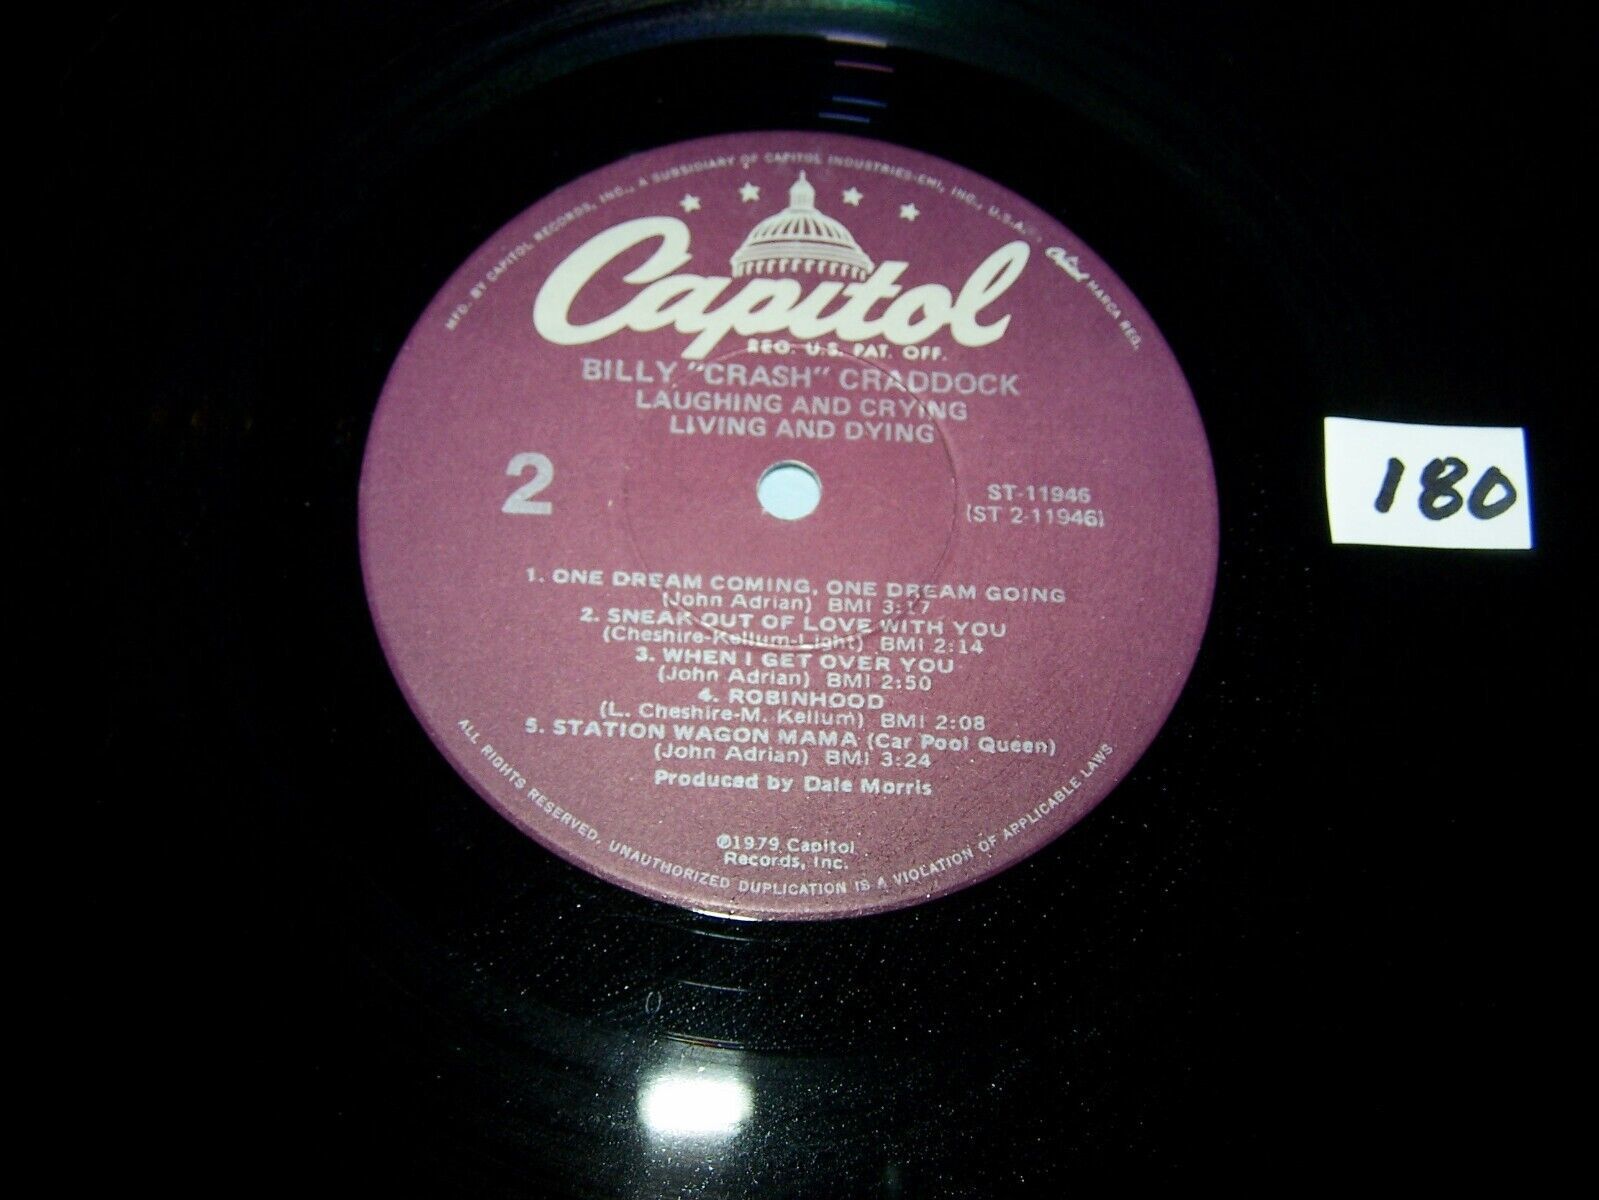 MFD. BY CAPITOL RECORDS, INC., A SUBSIDIARY OF CAPITOL INDUSTRIES-EMI, INC., U.S.A. Capitol MARCA REG.
Capitol
REG. U.S. PAT. OFF.
BILLY "CRASH" CRADDOCK
LAUGHING AND CRYING
LIVING AND DYING
2
ST-11946
(ST 2-11946)
180
1. ONE DREAM COMING, ONE DREAM GOING
(John Adrian) BMI 3:17
2. SNEAK OUT OF LOVE WITH YOU
(Cheshire-Kellum-Light) BMI 2:14
3. WHEN I GET OVER YOU
(John Adrian) BMI 2:50
4. ROBINHOOD
(L. Cheshire-M. Kellum) BMI 2:08
5. STATION WAGON MAMA (Car Pool Queen)
(John Adrian) BMI 3:24
Produced by Dale Morris
℗1979 Capitol
Records, Inc.
ALL RIGHTS RESERVED. UNAUTHORIZED DUPLICATION IS A VIOLATION OF APPLICABLE LAWS